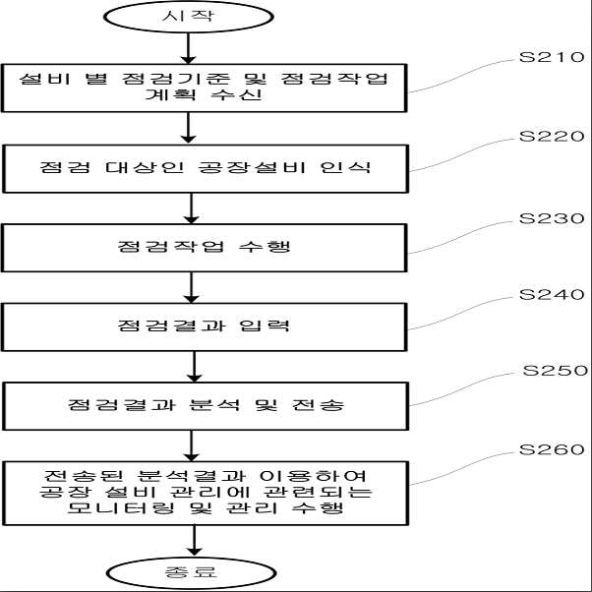 시작
설비 별 점검기준 및 점검작업
계획 수신
S210
점검 대상인 공장설비 인식
S220
점검작업 수행
S230
점검결과 입력
S240
점검결과 분석 및 전송
S250
전송된 분석결과 이용하여
공장 설비 관리에 관련되는
모니터링 및 관리 수행
S260
종료